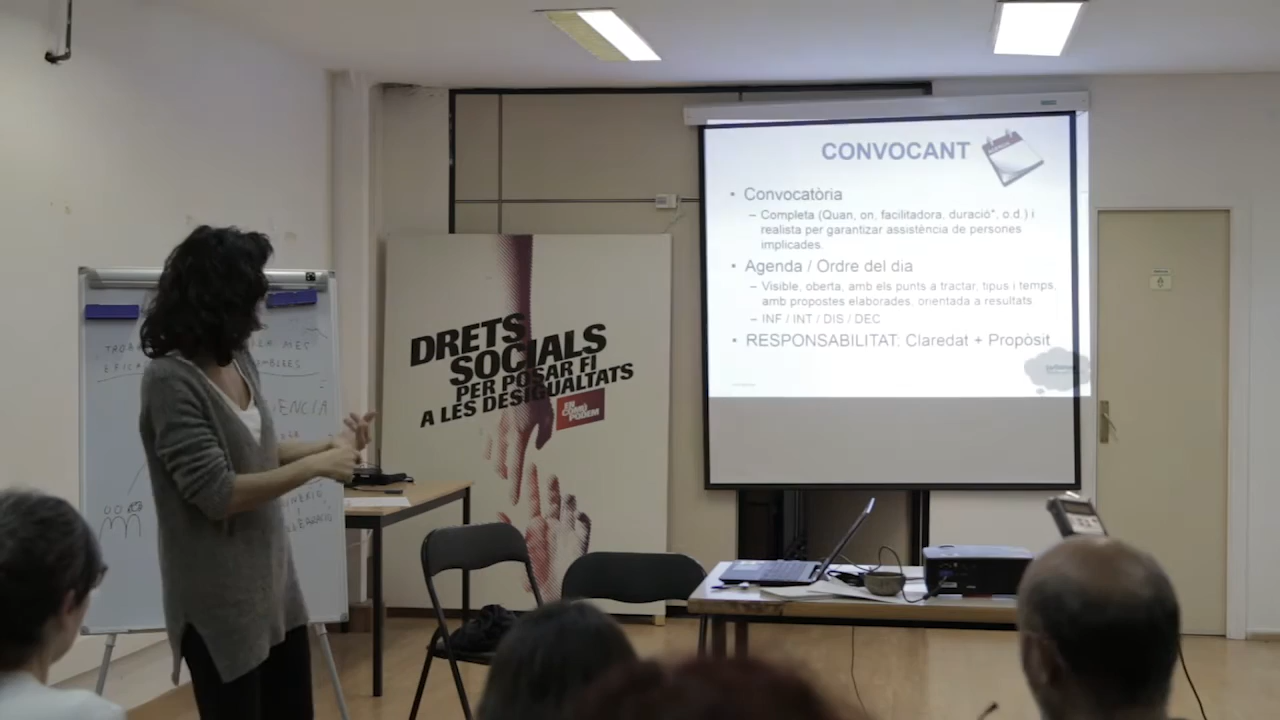 CONVOCANT
• Convocatòria
– Completa (Quan, on, facilitadora, duració*, o.d.) i
realista per garantizar assistència de persones
implicades.
• Agenda / Ordre del dia
– Visible, oberta, amb els punts a tractar, tipus i temps,
amb propostes elaborades, orientada a resultats
– INF / INT / DIS / DEC
• RESPONSABILITAT: Claredat + Propòsit
DRETS
SOCIALS
PER POSAR FI
A LES DESIGUALTATS
EN
COMÚ
PODEM